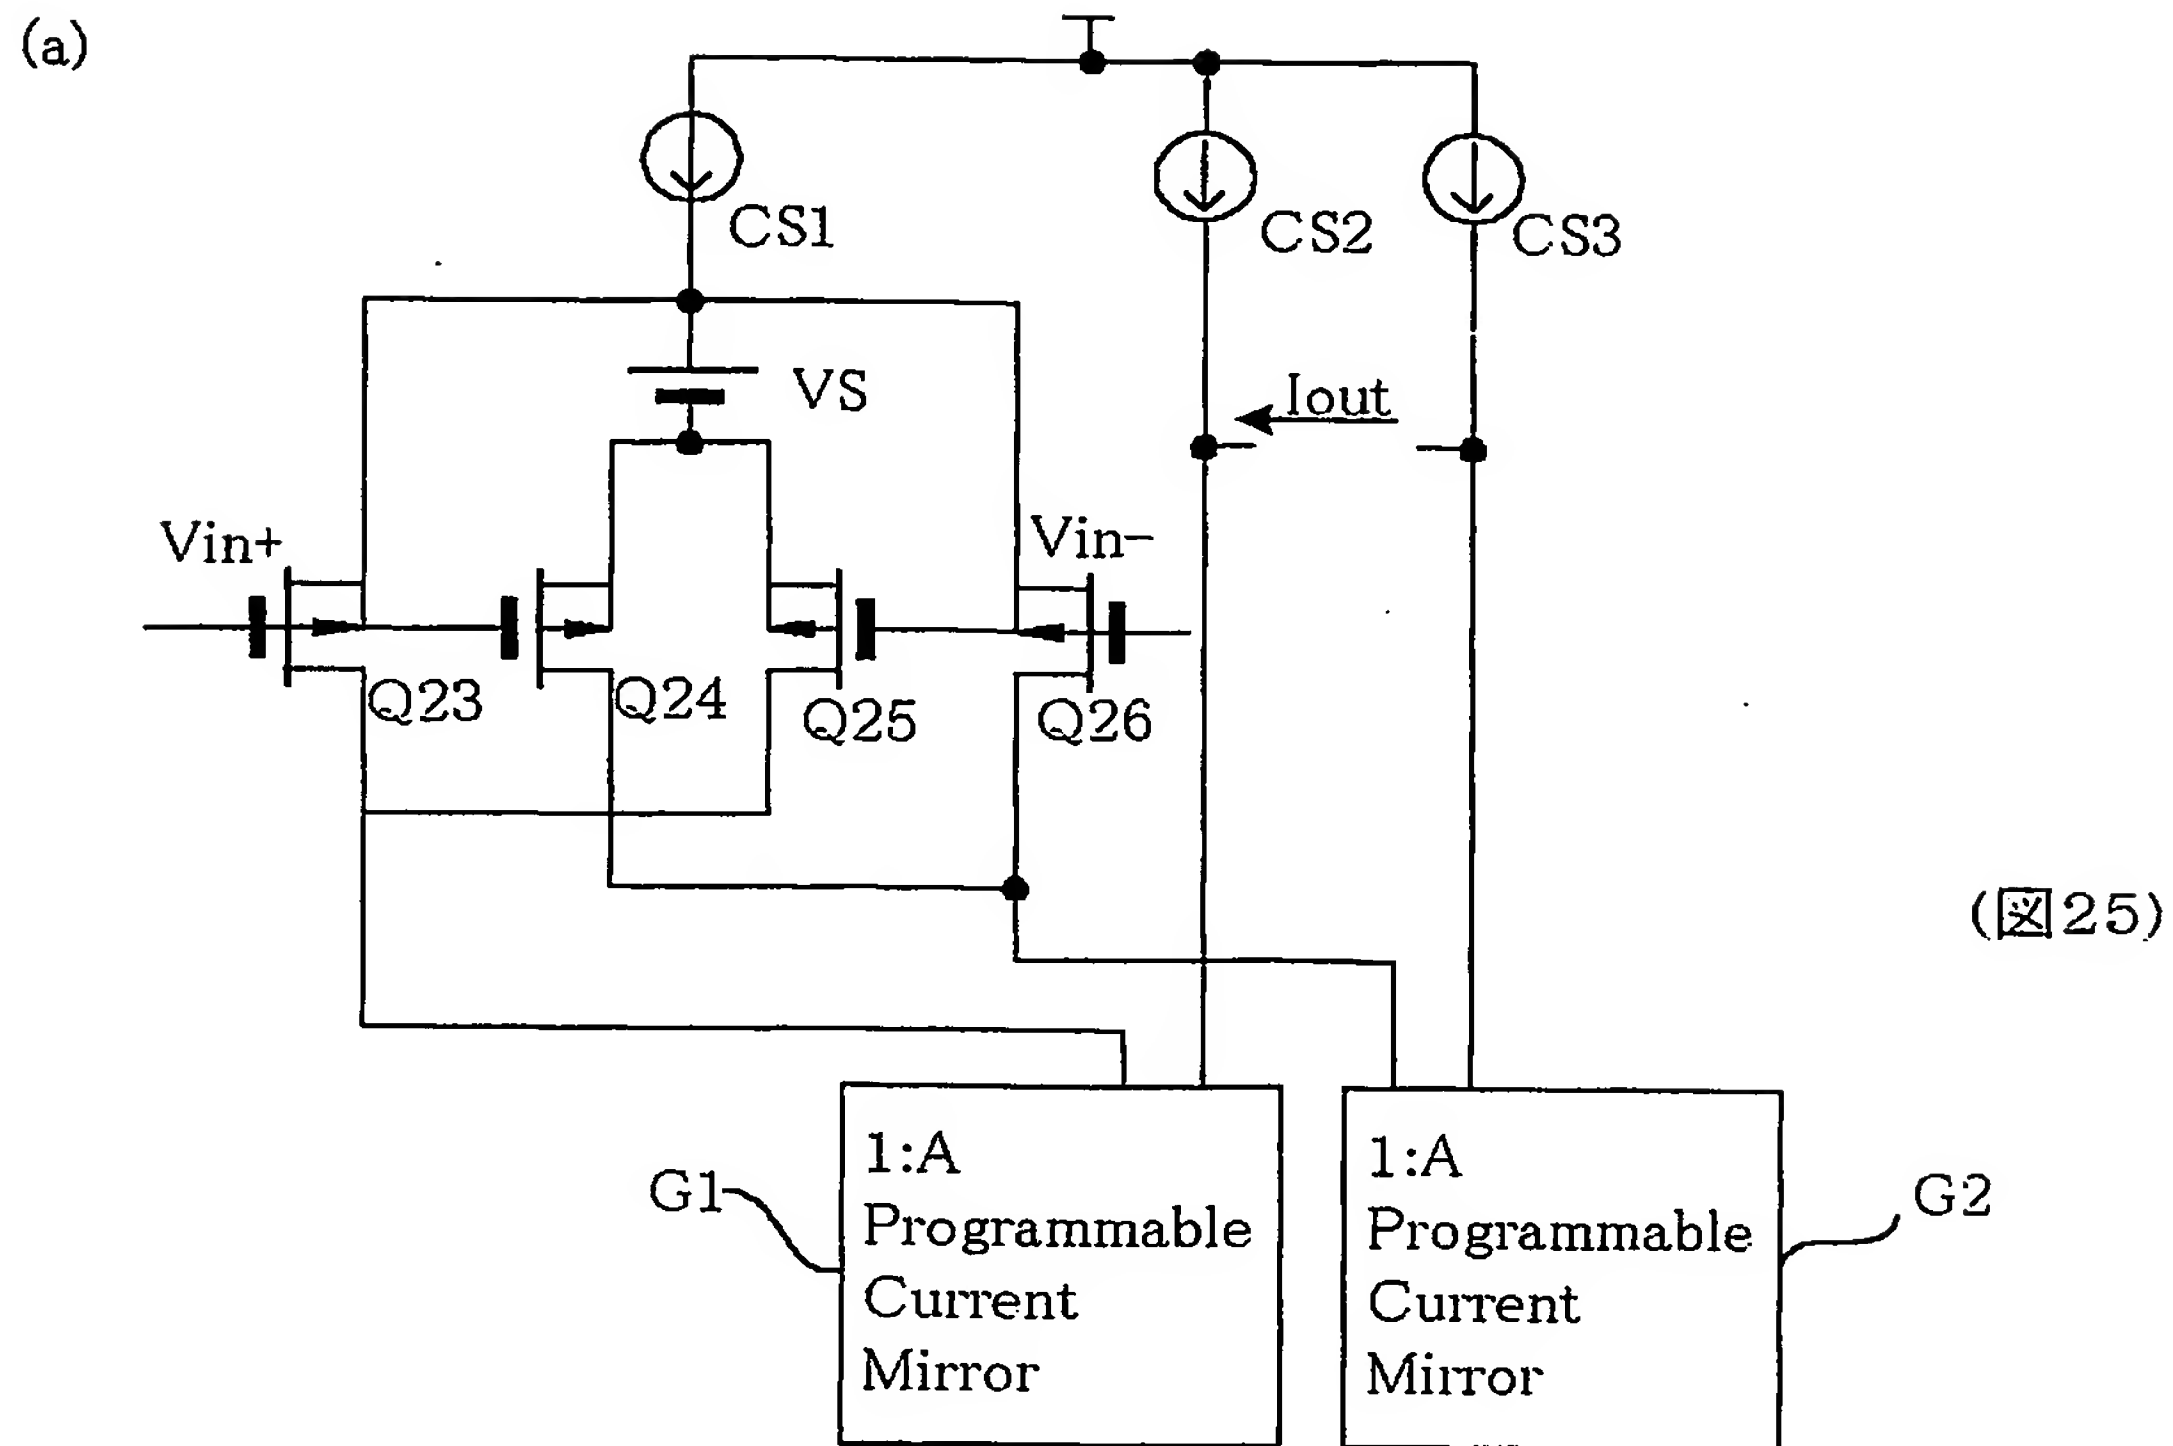 (a)
CS1
CS2
CS3
VS
Iout
Vin+
Vin−
Q23
Q24
Q25
Q26
(図25)
G1
1:A
Programmable
Current
Mirror
1:A
Programmable
Current
Mirror
G2